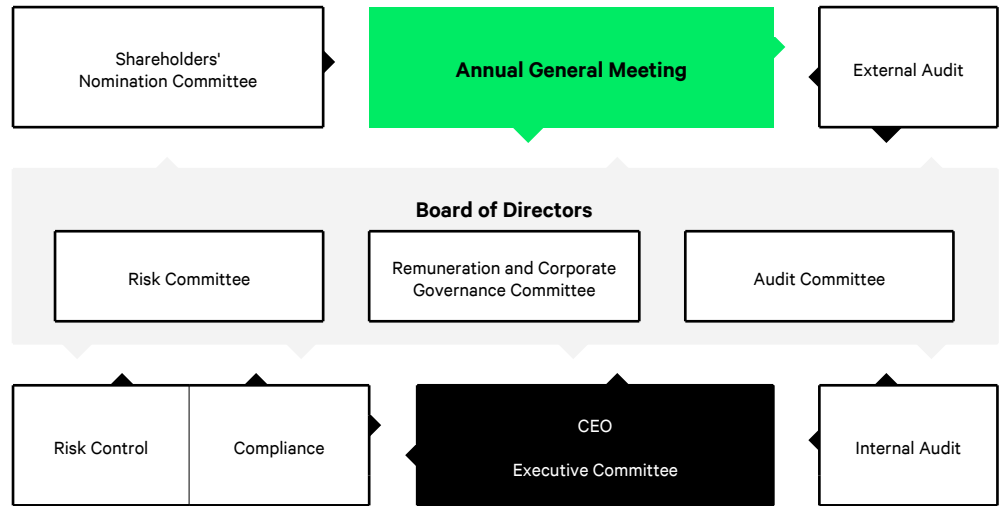 Shareholders'
Nomination Committee
Annual General Meeting
External Audit
Board of Directors
Risk Committee
Remuneration and Corporate
Governance Committee
Audit Committee
Risk Control
Compliance
CEO
Executive Committee
Internal Audit